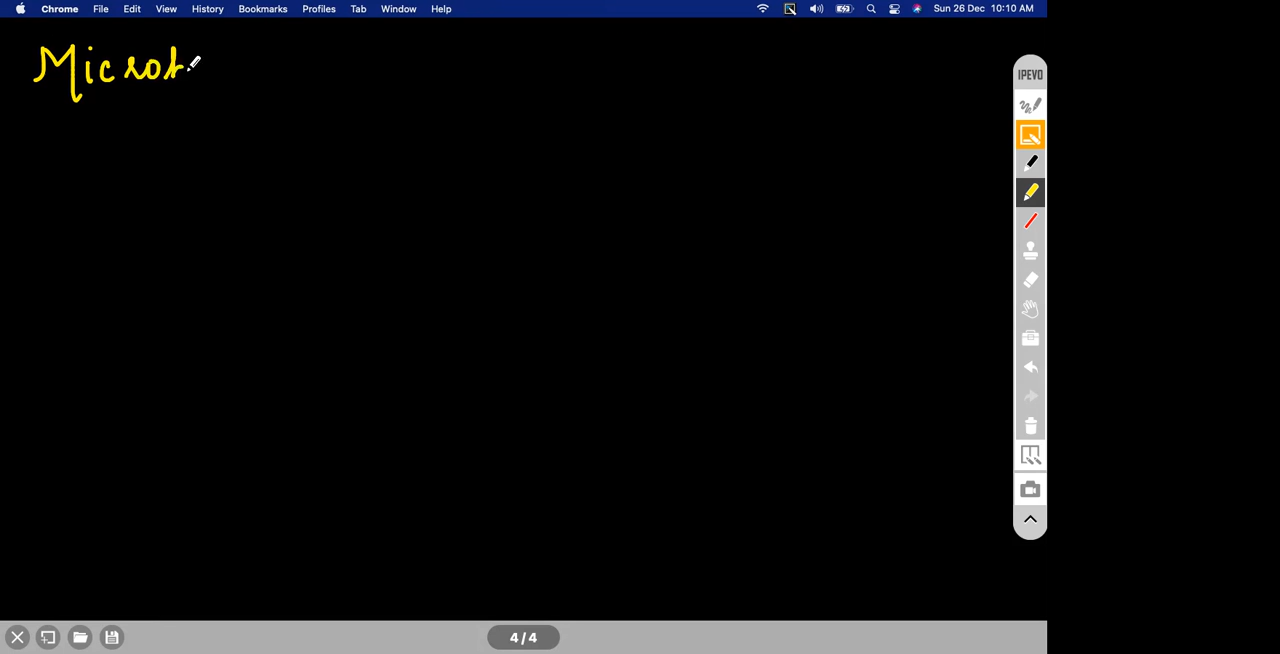 Chrome File Edit View History Bookmarks Profiles Tab Window Help Sun 26 Dec 10:10 AM
Microt
IPEVO
4/4